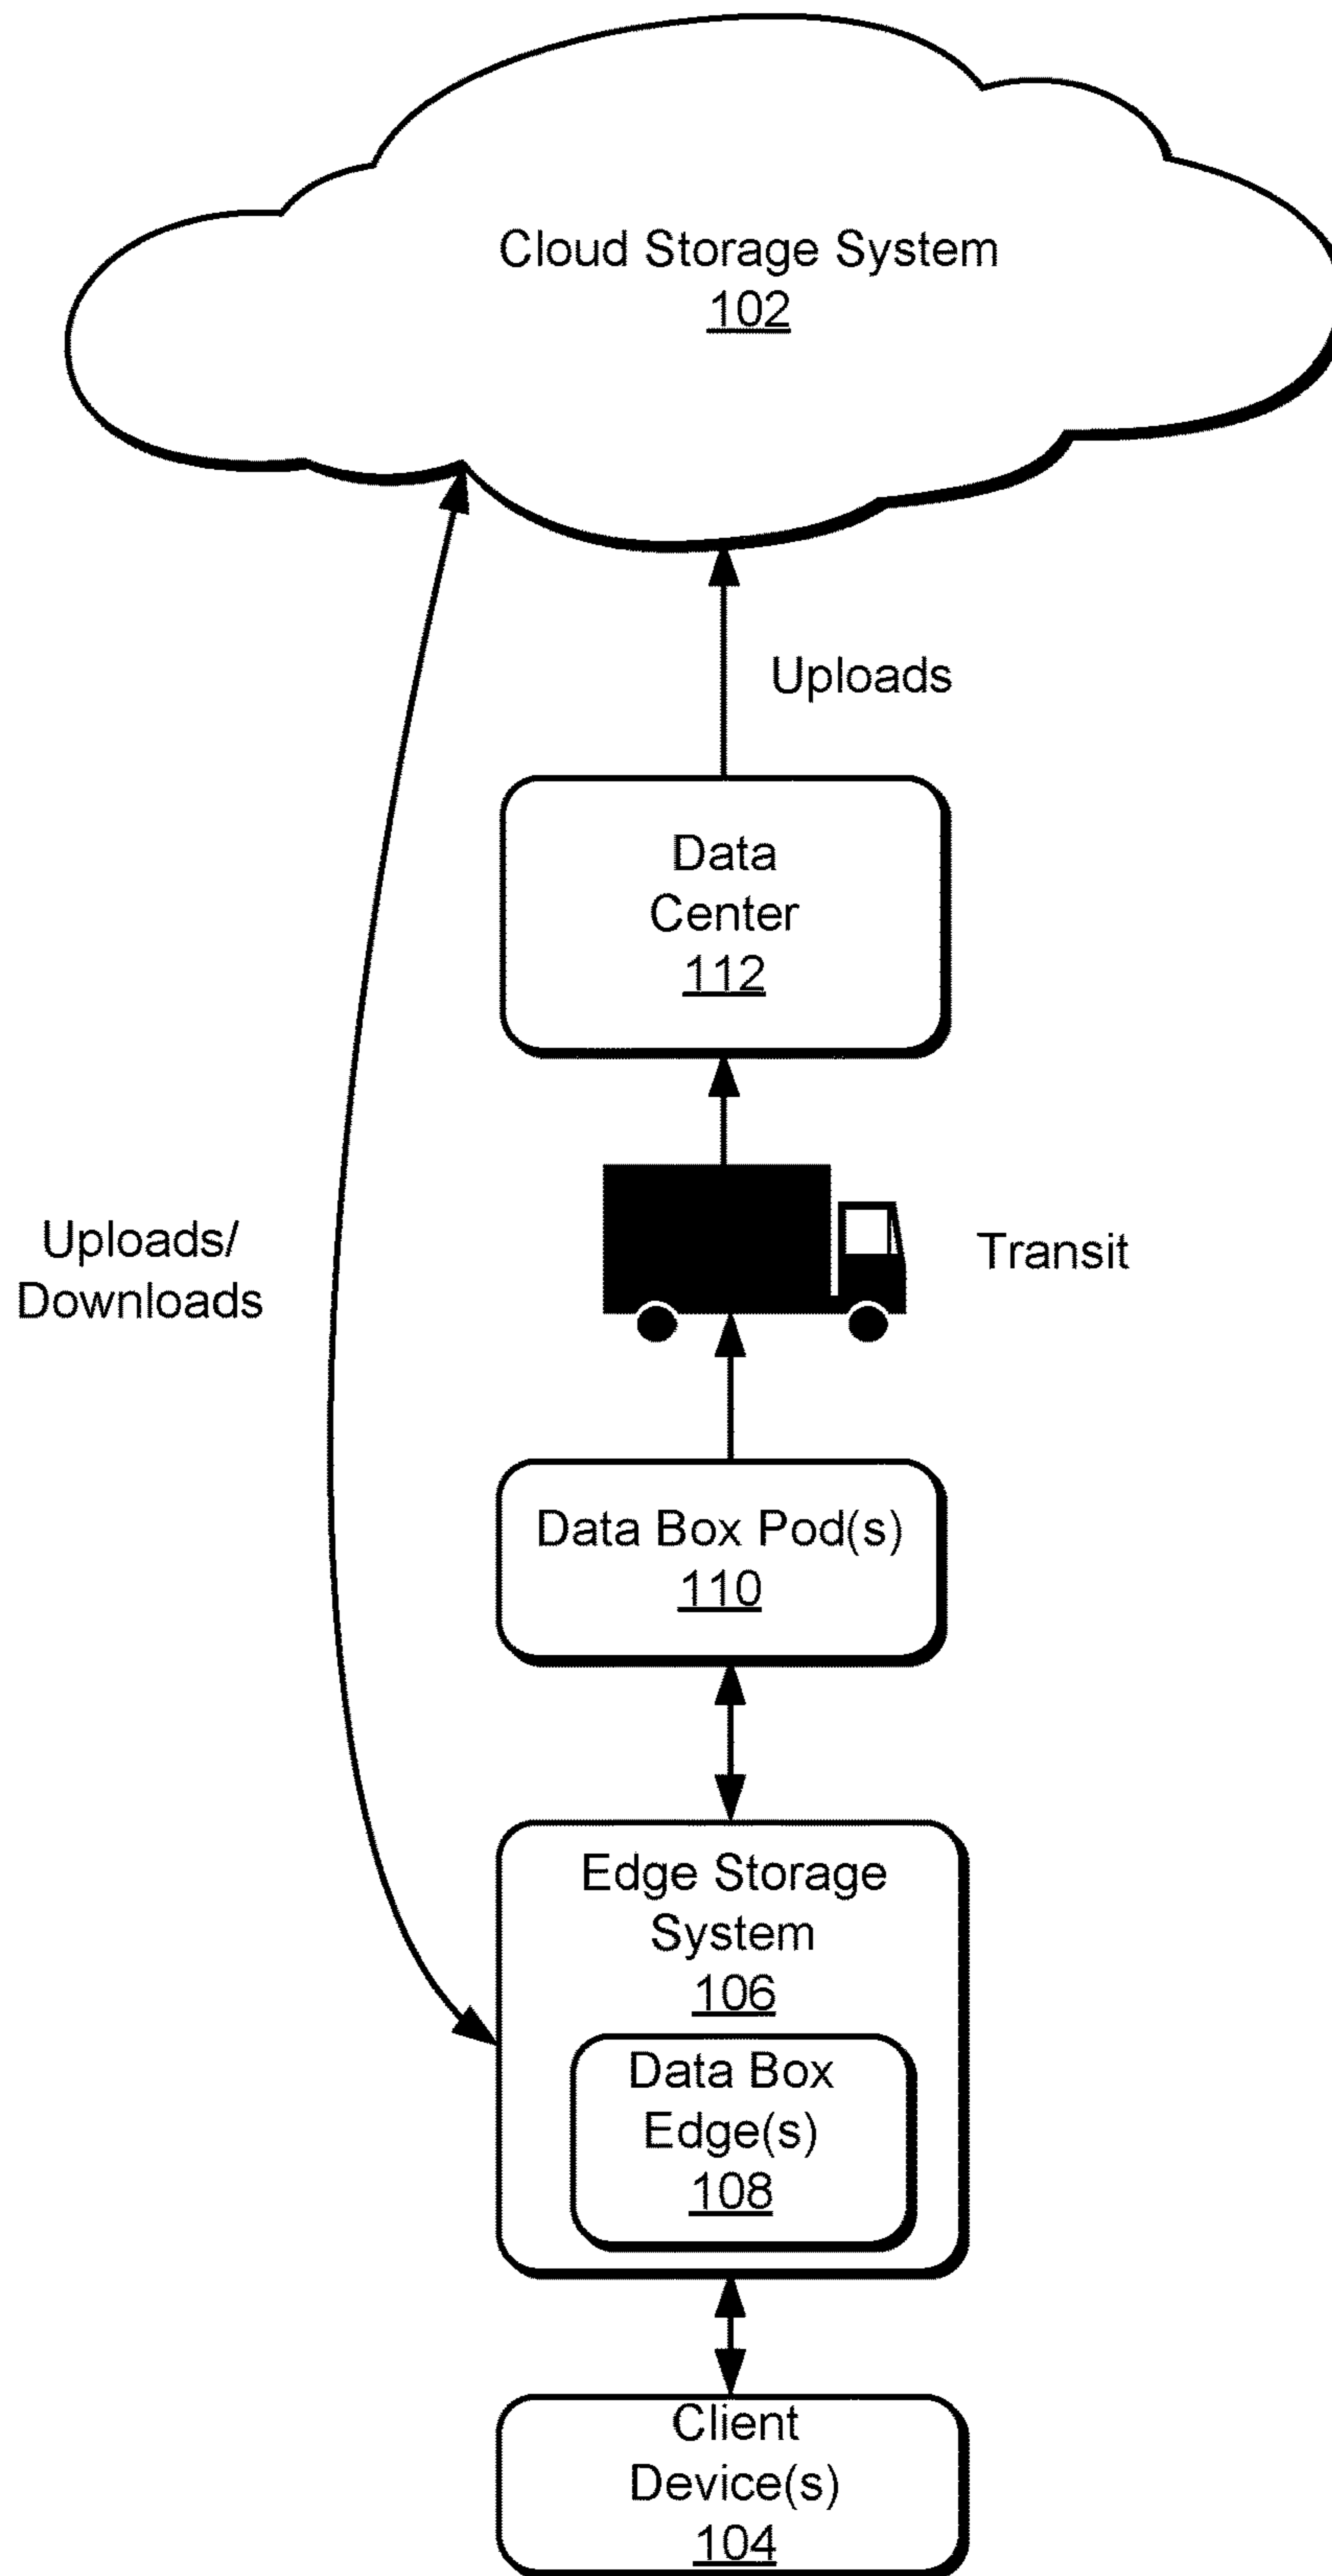 Cloud Storage System
102
Uploads
Data
Center
112
Uploads/
Downloads
Transit
Data Box Pod(s)
110
Edge Storage
System
106
Data Box
Edge(s)
108
Client
Device(s)
104